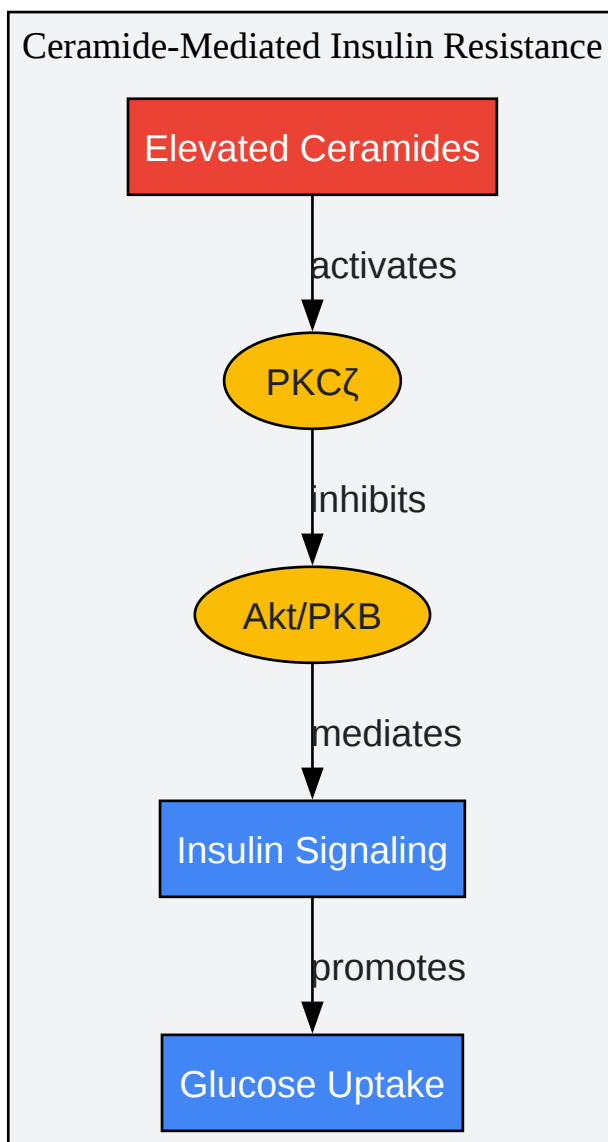 Ceramide-Mediated Insulin Resistance
Elevated Ceramides
activates
PKCζ
inhibits
Akt/PKB
mediates
Insulin Signaling
promotes
Glucose Uptake